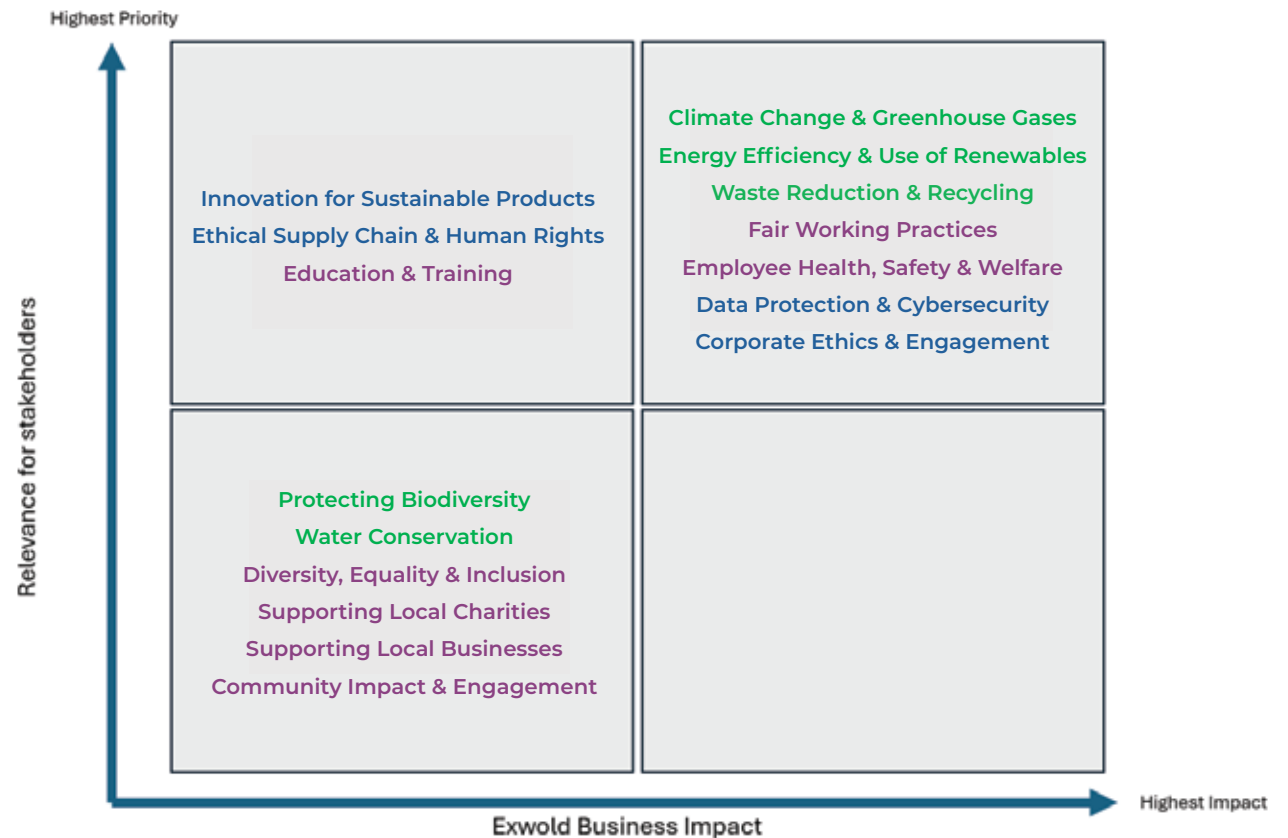 Highest Priority
Climate Change & Greenhouse Gases
Energy Efficiency & Use of Renewables
Waste Reduction & Recycling
Fair Working Practices
Employee Health, Safety & Welfare
Data Protection & Cybersecurity
Corporate Ethics & Engagement
Innovation for Sustainable Products
Ethical Supply Chain & Human Rights
Education & Training
Relevance for stakeholders
Protecting Biodiversity
Water Conservation
Diversity, Equality & Inclusion
Supporting Local Charities
Supporting Local Businesses
Community Impact & Engagement
Highest Impact
Exwold Business Impact